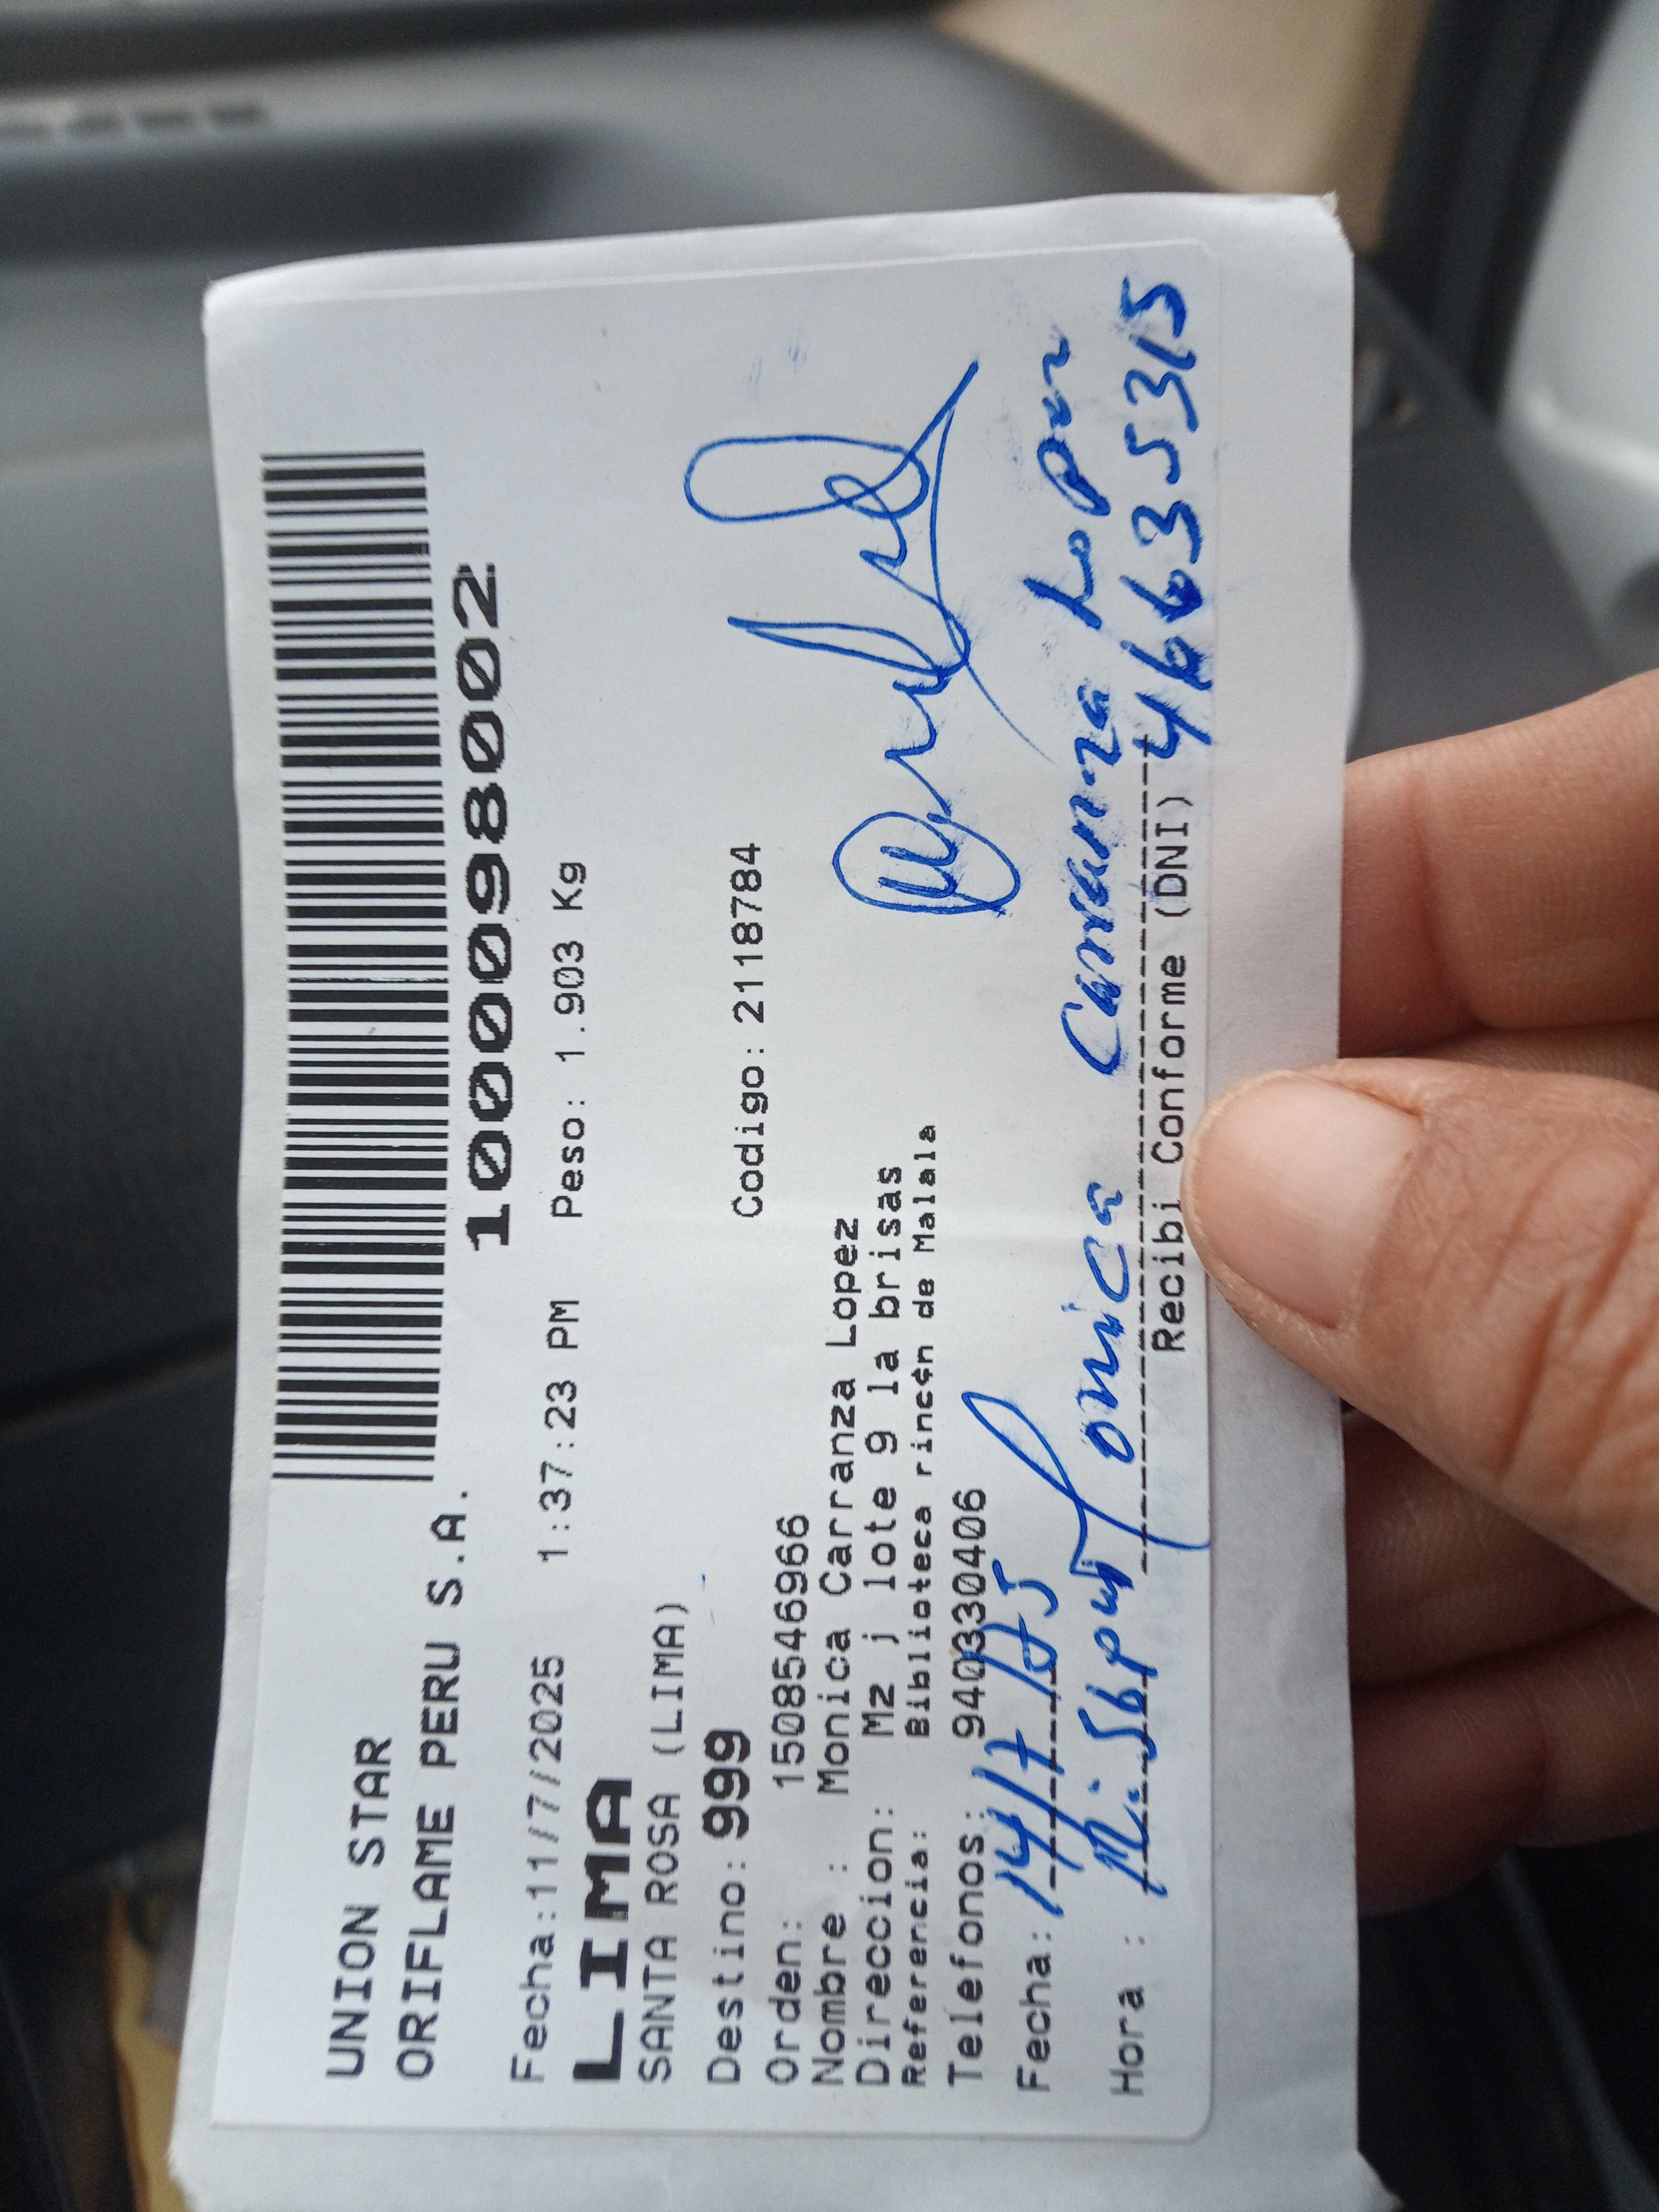 UNION STAR
ORIFLAME PERU S.A.
1000098002
Fecha:11/7/2025 1:37:23 PM Peso: 1.903 Kg
LIMA
SANTA ROSA (LIMA)
Destino: 999 Codigo: 2118784
Orden: 1508546966
Nombre : Monica Carranza Lopez
Direccion: Mz j lote 9 la brisas
Referencia: Biblioteca rinc¢n de Malala
Telefonos: 940330406
Fecha: 14/7/25
Hora : 56pm
Monica Carranza Lopez
Recibi Conforme (DNI) 46635315